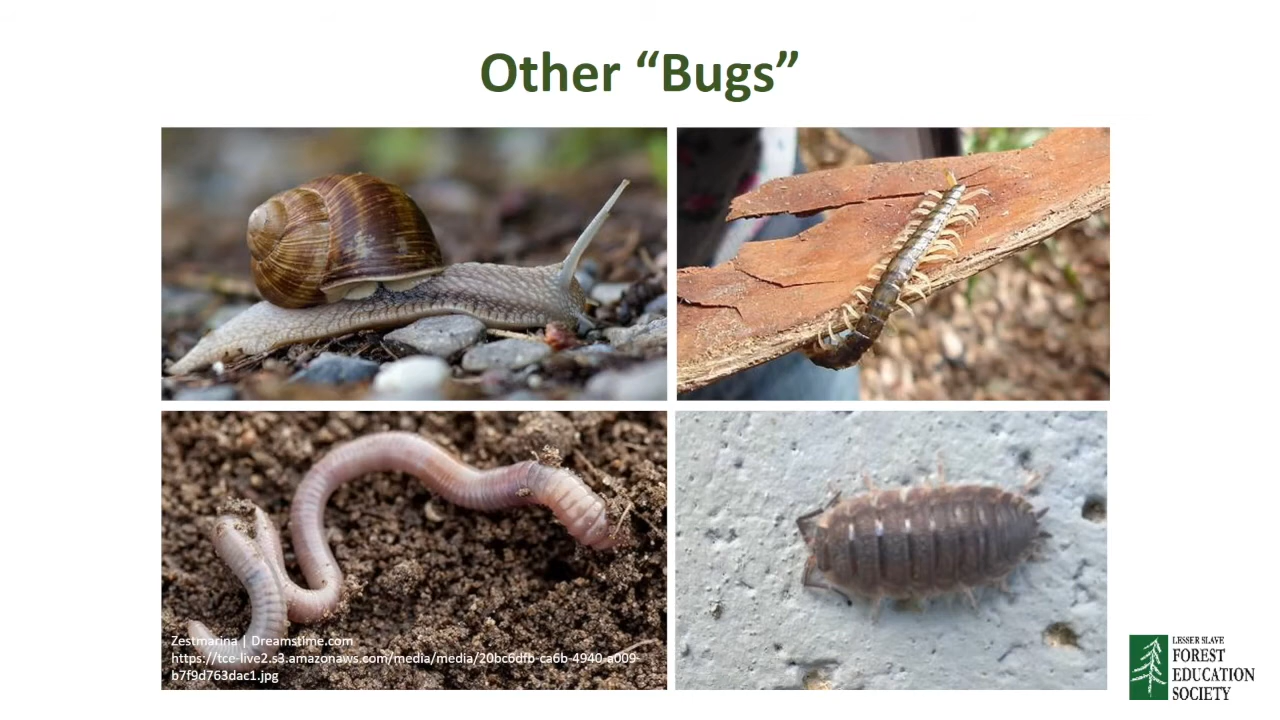 Other “Bugs”
Zestmarina | Dreamstime.com
https://tce-live2.s3.amazonaws.com/media/media/20bc6dfb-ca6b-4940-a009-
b7f9d763dac1.jpg
LESSER SLAVE
FOREST
EDUCATION
SOCIETY